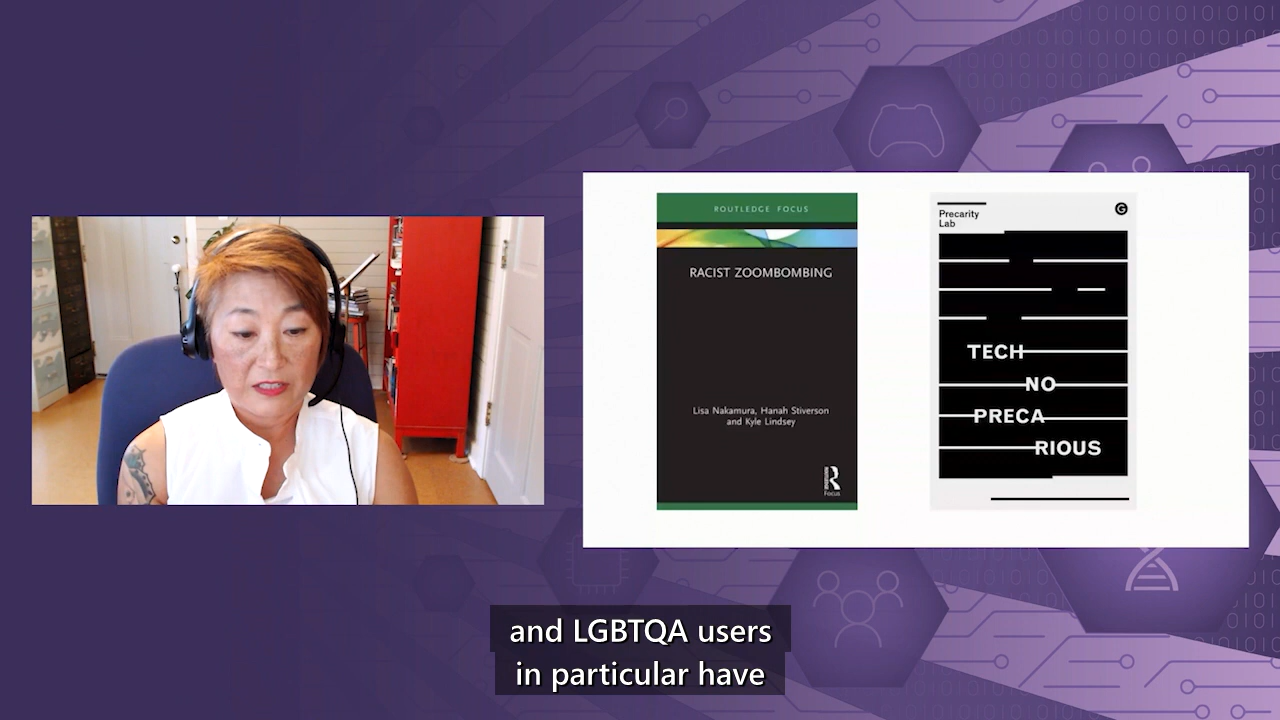 ROUTLEDGE FOCUS
RACIST ZOOMBOMBING
Lisa Nakamura, Hanah Stiverson
and Kyle Lindsey
R
Focus
Precarity
Lab
G
TECH
NO
PRECA
RIOUS
and LGBTQA users
in particular have